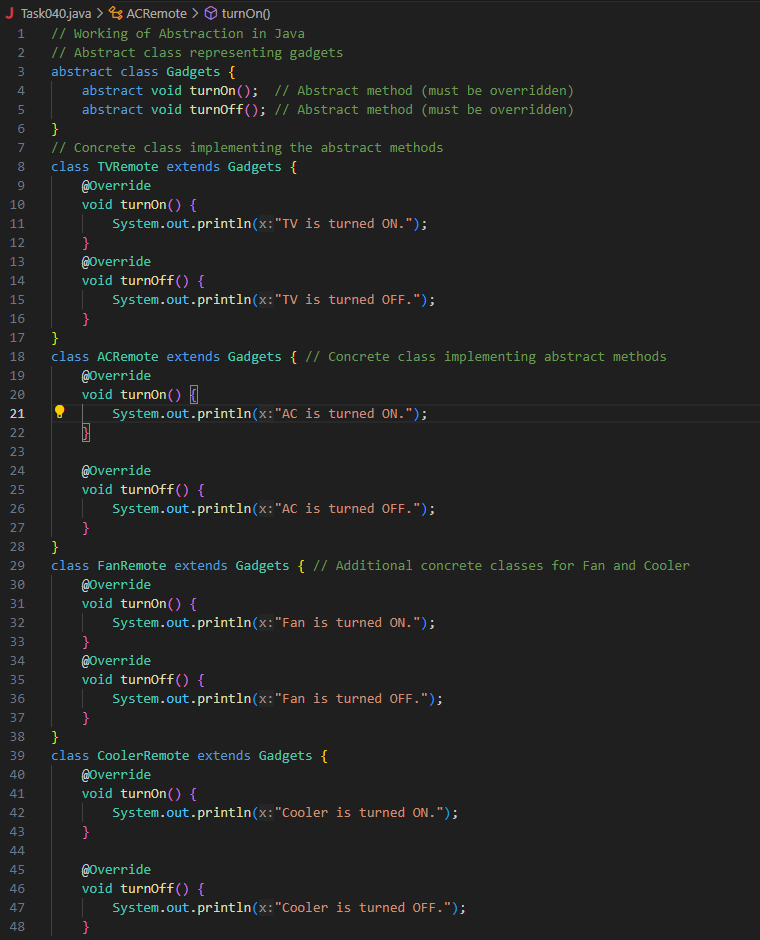 Task040.java > ACRemote > turnOn()
1 // Working of Abstraction in Java
2 // Abstract class representing gadgets
3 abstract class Gadgets {
4     abstract void turnOn();  // Abstract method (must be overridden)
5     abstract void turnOff(); // Abstract method (must be overridden)
6 }
7 // Concrete class implementing the abstract methods
8 class TVRemote extends Gadgets {
9     @Override
10     void turnOn() {
11         System.out.println(x:"TV is turned ON.");
12     }
13     @Override
14     void turnOff() {
15         System.out.println(x:"TV is turned OFF.");
16     }
17 }
18 class ACRemote extends Gadgets { // Concrete class implementing abstract methods
19     @Override
20     void turnOn() {
21         System.out.println(x:"AC is turned ON.");
22     }
23
24     @Override
25     void turnOff() {
26         System.out.println(x:"AC is turned OFF.");
27     }
28 }
29 class FanRemote extends Gadgets { // Additional concrete classes for Fan and Cooler
30     @Override
31     void turnOn() {
32         System.out.println(x:"Fan is turned ON.");
33     }
34     @Override
35     void turnOff() {
36         System.out.println(x:"Fan is turned OFF.");
37     }
38 }
39 class CoolerRemote extends Gadgets {
40     @Override
41     void turnOn() {
42         System.out.println(x:"Cooler is turned ON.");
43     }
44
45     @Override
46     void turnOff() {
47         System.out.println(x:"Cooler is turned OFF.");
48     }